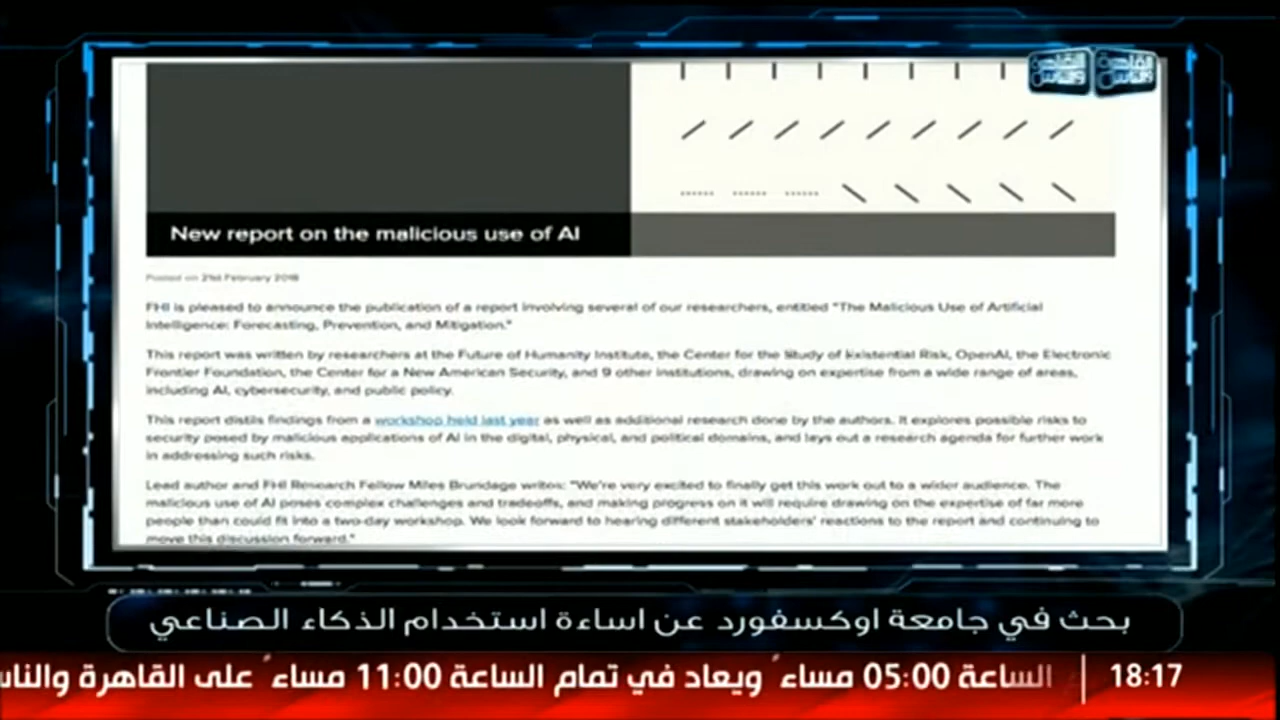 القاهرة والناس
القاهرة والناس
New report on the malicious use of AI
Posted on 21st February 2018
FHI is pleased to announce the publication of a report involving several of our researchers, entitled "The Malicious Use of Artificial
Intelligence: Forecasting, Prevention, and Mitigation."
This report was written by researchers at the Future of Humanity Institute, the Center for the Study of Existential Risk, OpenAI, the Electronic
Frontier Foundation, the Center for a New American Security, and 9 other institutions, drawing on expertise from a wide range of areas,
including AI, cybersecurity, and public policy.
This report distils findings from a workshop held last year as well as additional research done by the authors. It explores possible risks to
security posed by malicious applications of AI in the digital, physical, and political domains, and lays out a research agenda for further work
in addressing such risks.
Lead author and FHI Research Fellow Miles Brundage writes: "We're very excited to finally get this work out to a wider audience. The
malicious use of AI poses complex challenges and tradeoffs, and making progress on it will require drawing on the expertise of far more
people than could fit into a two-day workshop. We look forward to hearing different stakeholders' reactions to the report and continuing to
move this discussion forward."
بحث في جامعة اوكسفورد عن اساءة استخدام الذكاء الصناعي
18:17
الساعة 05:00 مساءً ويعاد في تمام الساعة 11:00 مساءً على القاهرة والناس